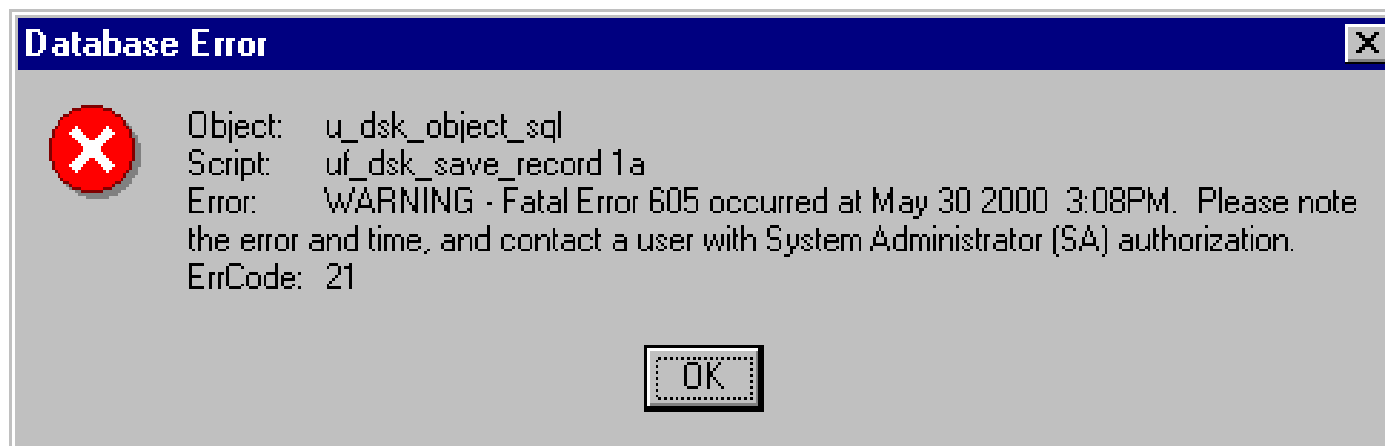 Database Error
Object: u_dsk_object_sql
Script: uf_dsk_save_record 1a
Error: WARNING - Fatal Error 605 occurred at May 30 2000 3:08PM. Please note
the error and time, and contact a user with System Administrator (SA) authorization.
ErrCode: 21
OK